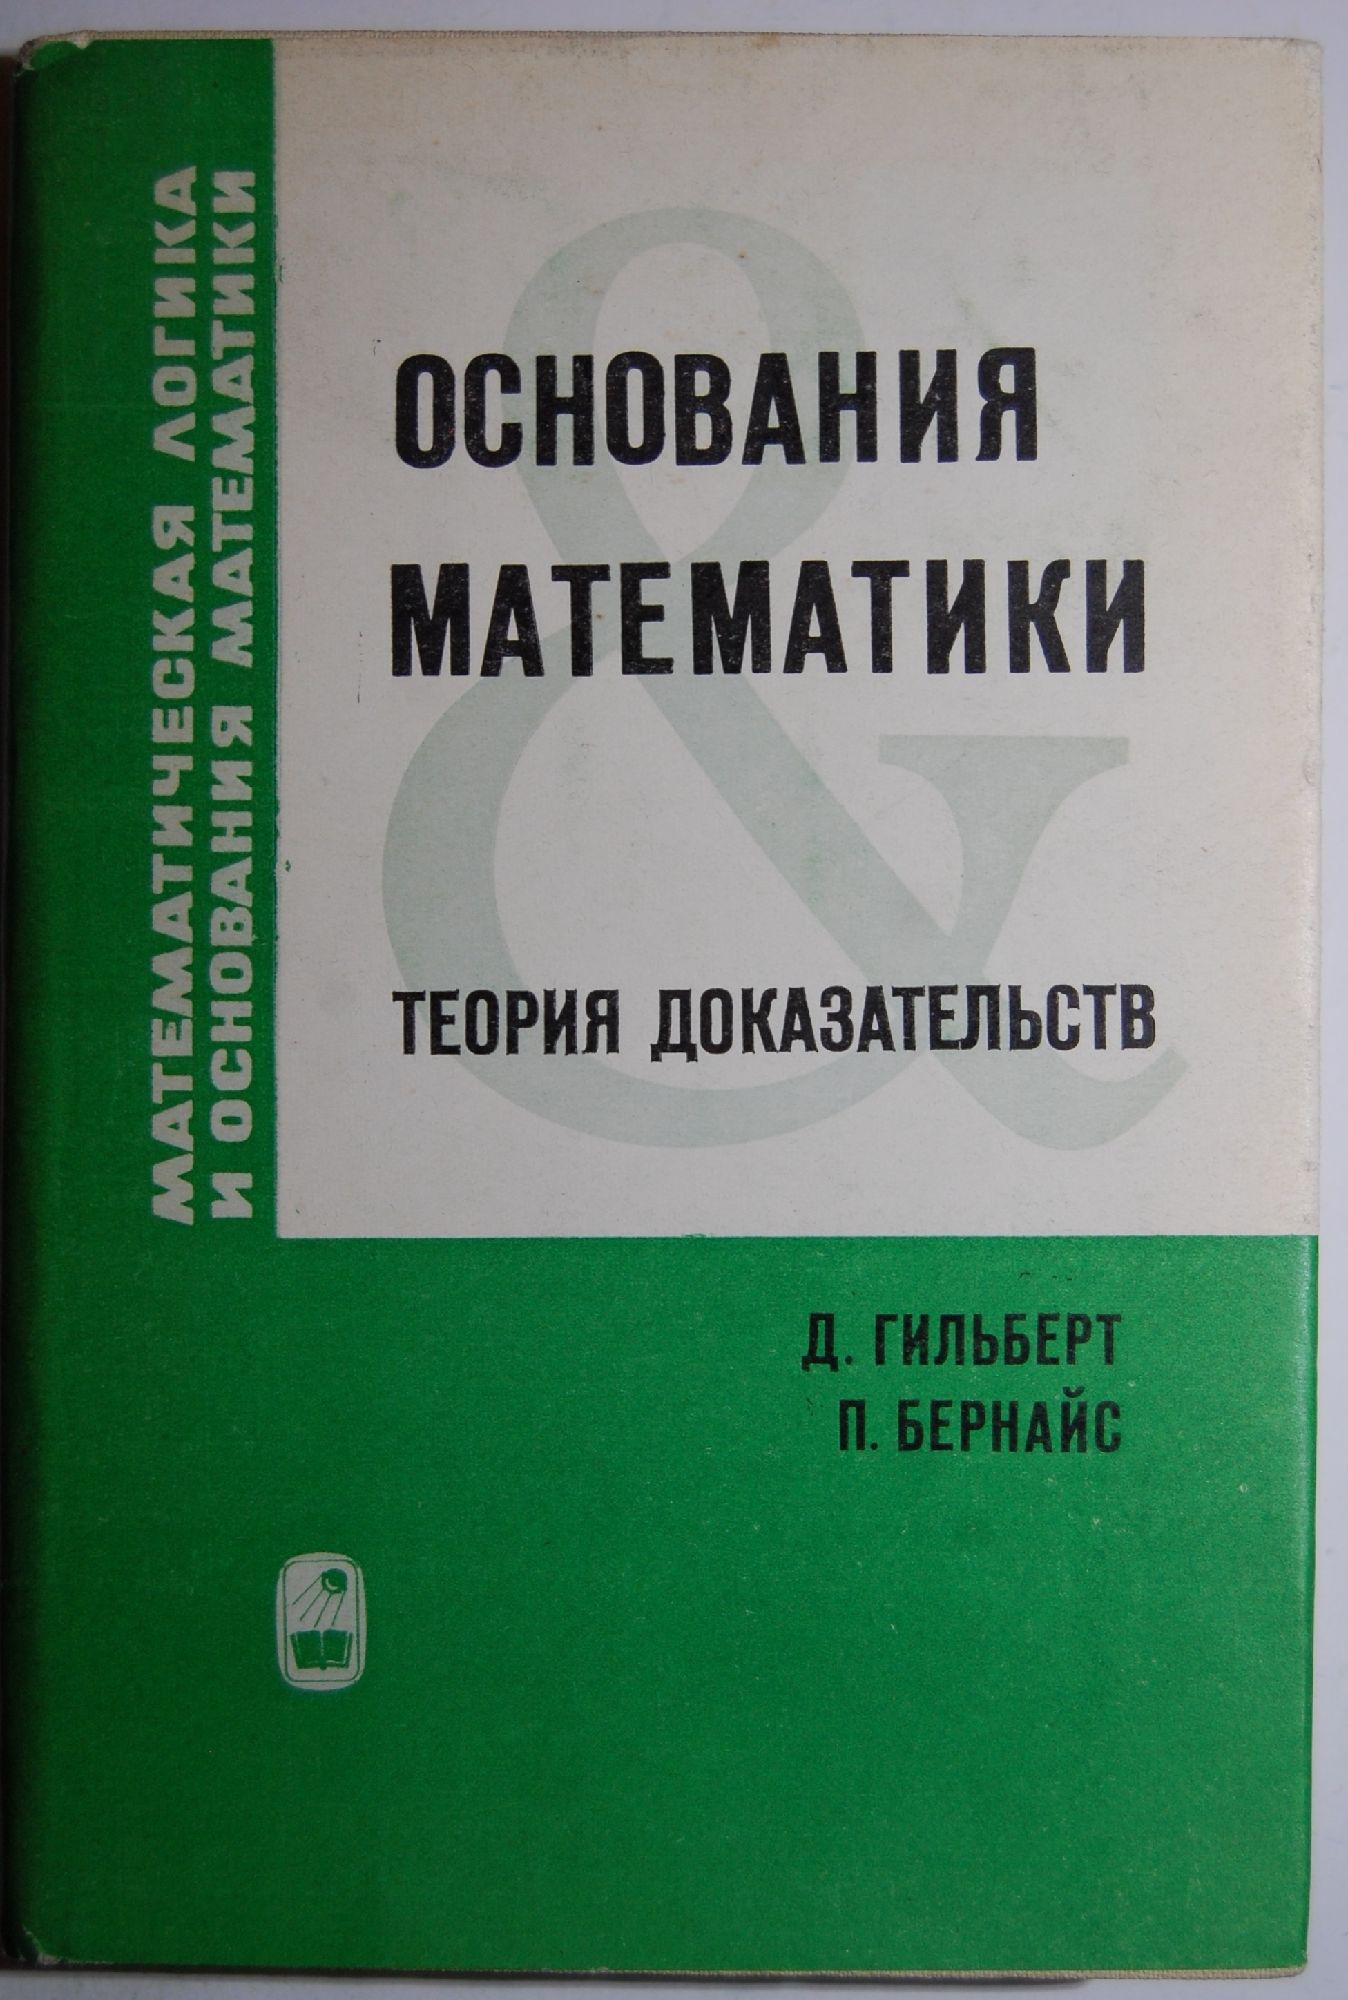 МАТЕМАТИЧЕСКАЯ ЛОГИКА
И ОСНОВАНИЯ МАТЕМАТИКИ
&
ОСНОВАНИЯ
МАТЕМАТИКИ
ТЕОРИЯ ДОКАЗАТЕЛЬСТВ
Д. ГИЛЬБЕРТ
П. БЕРНАЙС